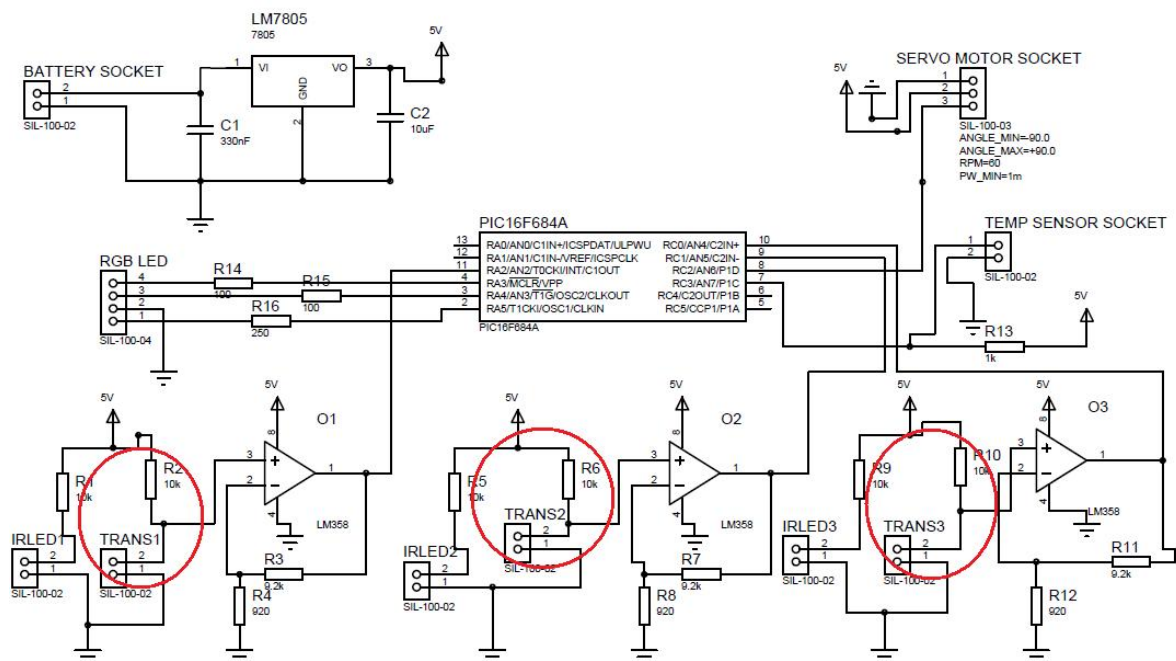 LM7805
7805
5V
BATTERY SOCKET
VI
VO
GND
1
3
2
2
1
SIL-100-02
C1
330nF
C2
10uF
SERVO MOTOR SOCKET
5V
1
2
3
SIL-100-03
ANGLE_MIN=-90.0
ANGLE_MAX=+90.0
RPM=60
PW_MIN=1m
PIC16F684A
13 RA0/AN0/C1IN+/ICSPDAT/ULPWU RC0/AN4/C2IN+ 10
12 RA1/AN1/C1IN-/VREF/ICSPCLK RC1/AN5/C2IN- 9
11 RA2/AN2/T0CKI/INT/C1OUT RC2/AN6/P1D 8
4 RA3/MCLR/VPP RC3/AN7/P1C 7
3 RA4/AN3/T1G/OSC2/CLKOUT RC4/C2OUT/P1B 6
2 RA5/T1CKI/OSC1/CLKIN RC5/CCP1/P1A 5
PIC16F684A
TEMP SENSOR SOCKET
1
2
SIL-100-02
RGB LED
4
3
2
1
SIL-100-04
R14
100
R15
100
R16
250
R13
1k
5V
5V
5V
O1
R1
10k
R2
10k
8
3
2
1
4
LM358
IRLED1
2
1
SIL-100-02
TRANS1
2
1
SIL-100-02
R3
9.2k
R4
920
5V
5V
O2
R5
10k
R6
10k
8
3
2
1
4
LM358
IRLED2
2
1
SIL-100-02
TRANS2
2
1
SIL-100-02
R7
9.2k
R8
920
5V
5V
O3
R9
10k
R10
10k
8
3
2
1
4
LM358
IRLED3
2
1
SIL-100-02
TRANS3
2
1
SIL-100-02
R11
9.2k
R12
920